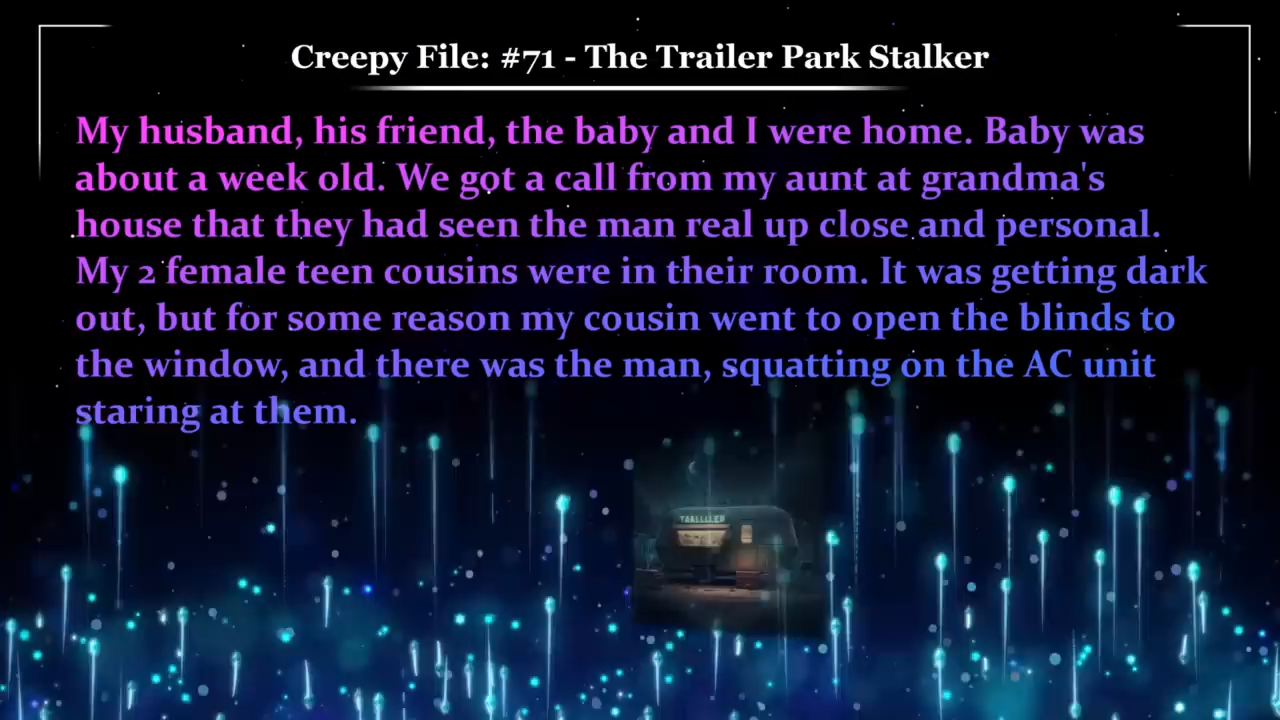 Creepy File: #71 - The Trailer Park Stalker
My husband, his friend, the baby and I were home. Baby was
about a week old. We got a call from my aunt at grandma's
house that they had seen the man real up close and personal.
My 2 female teen cousins were in their room. It was getting dark
out, but for some reason my cousin went to open the blinds to
the window, and there was the man, squatting on the AC unit
staring at them.